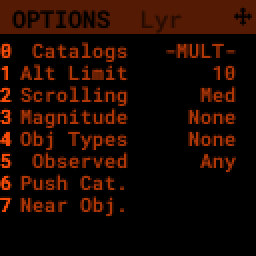 OPTIONS Lyr
0 Catalogs -MULT-
1 Alt Limit 10
2 Scrolling Med
3 Magnitude None
4 Obj Types None
5 Observed Any
6 Push Cat.
7 Near Obj.